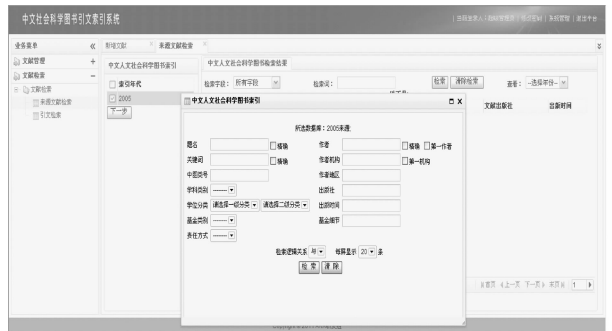 中文社会科学图书引文索引系统
业务菜单
文献管理
文献检索
文献检索
来源文献检索
引文检索
新增文献 来源文献检索
中文人文社会科学图书索引
索引年代
2005
下一步
中文人文社会科学图书检索结果
检索字段： 所有字段 检索词： 检索 清除检索 查看： --选择年份--
文献出版社 出版时间
中文人文社会科学图书索引
所选数据库：2005来源;
题名 精确 作者 精确 第一作者
关键词 精确 作者机构 第一机构
中图类号 作者地区
学科类别 -------- 出版社
学位分类 请选择一级分类 请选择二级分类 出版时间
基金类别 -------- 基金细节
责任方式 --------
检索逻辑关系 与 每屏显示 20 条
检索 清除
首页 上一页 下一页 末页 1